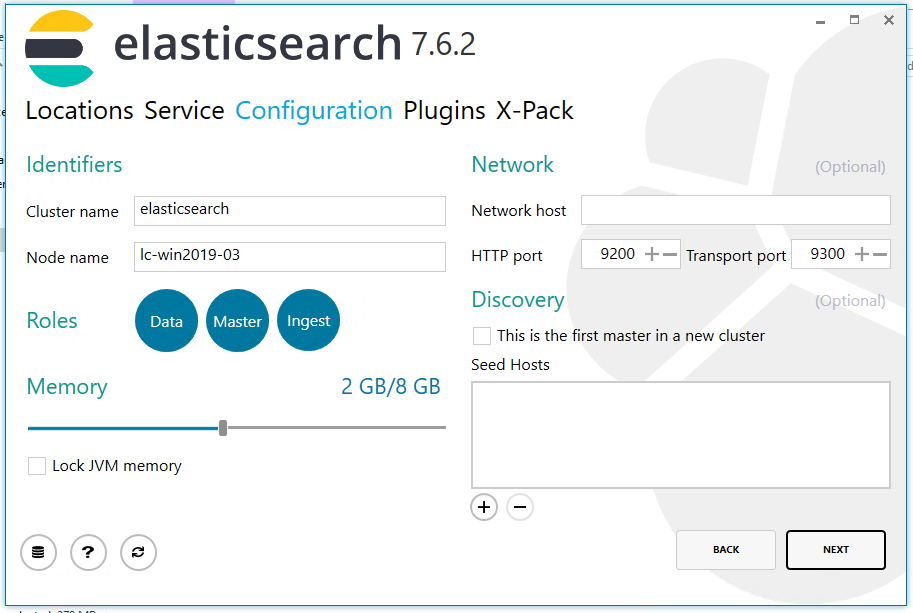 elasticsearch 7.6.2
Locations Service Configuration Plugins X-Pack
Identifiers
Cluster name elasticsearch
Node name lc-win2019-03
Roles Data Master Ingest
Memory 2 GB/8 GB
Lock JVM memory
Network (Optional)
Network host
HTTP port 9200 Transport port 9300
Discovery (Optional)
This is the first master in a new cluster
Seed Hosts
?
BACK NEXT